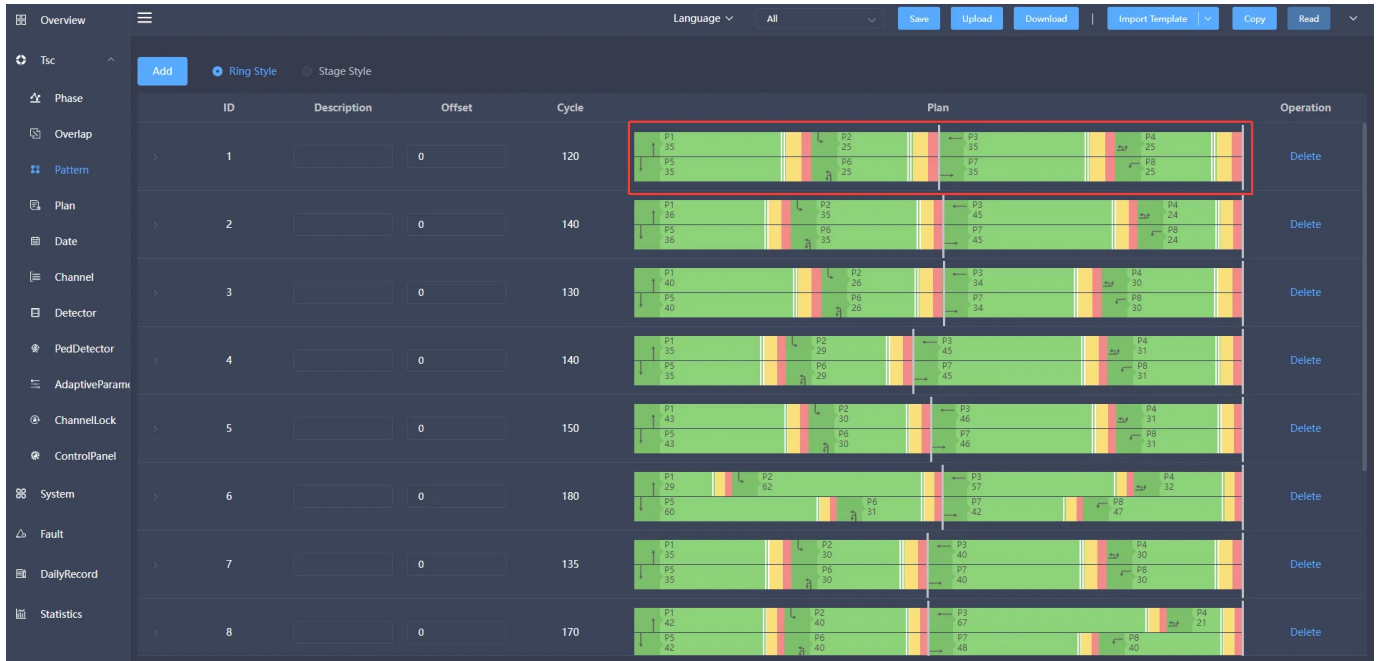 Overview
Language
All
Save
Upload
Download
Import Template
Copy
Read
Tsc
Phase
Overlap
Pattern
Plan
Date
Channel
Detector
PedDetector
AdaptiveParame
ChannelLock
ControlPanel
System
Fault
DailyRecord
Statistics
Add
Ring Style
Stage Style
ID Description Offset Cycle Plan Operation
1 0 120 Delete
P1 35 P2 25 P3 35 P4 25
P5 35 P6 25 P7 35 P8 25
2 0 140 Delete
P1 36 P2 35 P3 45 P4 24
P5 36 P6 35 P7 45 P8 24
3 0 130 Delete
P1 40 P2 26 P3 34 P4 30
P5 40 P6 26 P7 34 P8 30
4 0 140 Delete
P1 35 P2 29 P3 45 P4 31
P5 35 P6 29 P7 45 P8 31
5 0 150 Delete
P1 43 P2 30 P3 46 P4 31
P5 43 P6 30 P7 46 P8 31
6 0 180 Delete
P1 29 P2 62 P3 57 P4 32
P5 60 P6 31 P7 42 P8 47
7 0 135 Delete
P1 35 P2 30 P3 40 P4 30
P5 35 P6 30 P7 40 P8 30
8 0 170 Delete
P1 42 P2 40 P3 67 P4 21
P5 42 P6 40 P7 48 P8 40